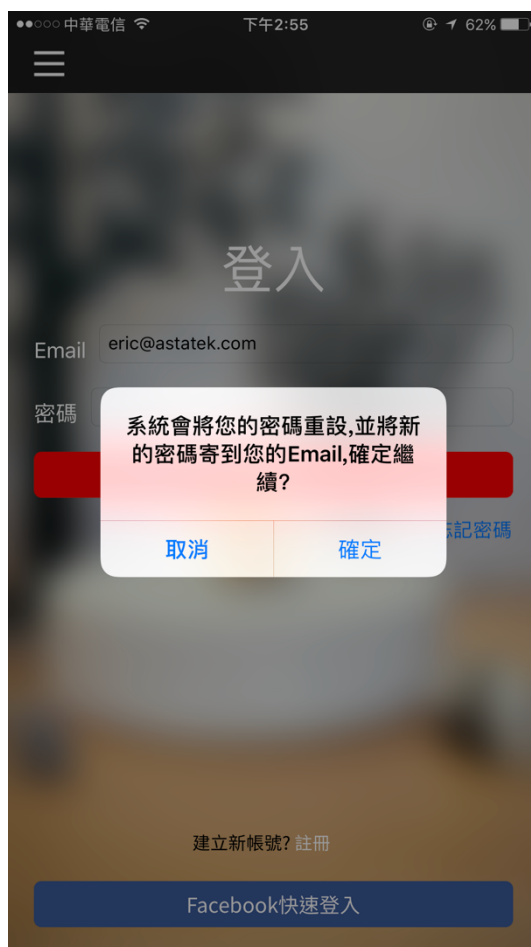 中華電信 下午2:55 62%
登入
Email eric@astatek.com
密碼
系統會將您的密碼重設,並將新
的密碼寄到您的Email,確定繼
續?
取消 確定
忘記密碼
建立新帳號? 註冊
Facebook快速登入